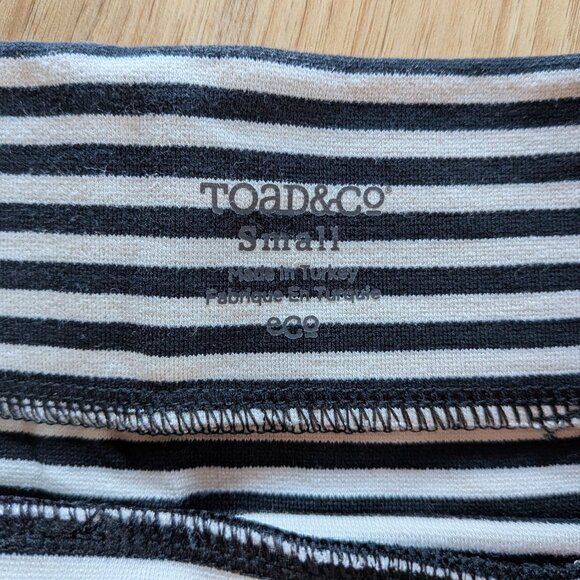 TOAD&CO®
Small
Made in Turkey
Fabriqué En Turquie
eco